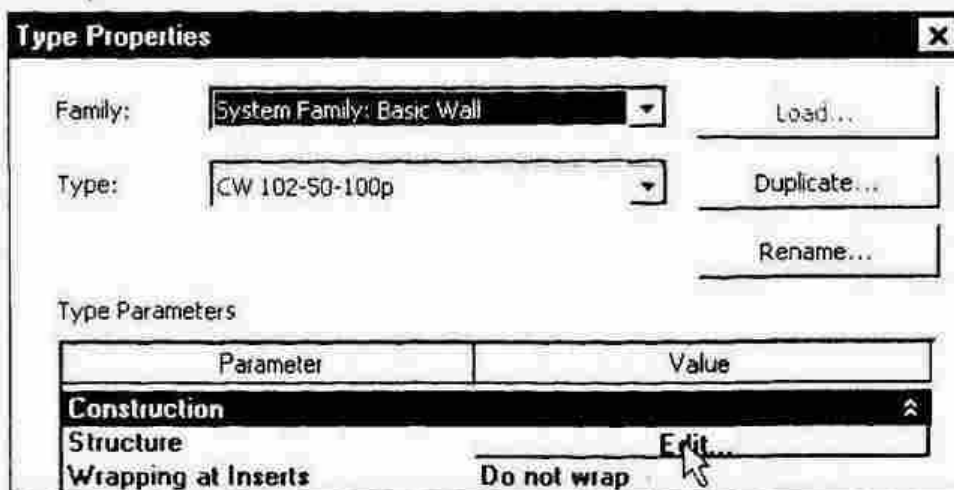 Type Properties
Family: System Family: Basic Wall Load...
Type: CW 102-50-100p Duplicate...
Rename...
Type Parameters
Parameter Value
Construction
Structure Edit...
Wrapping at Inserts Do not wrap